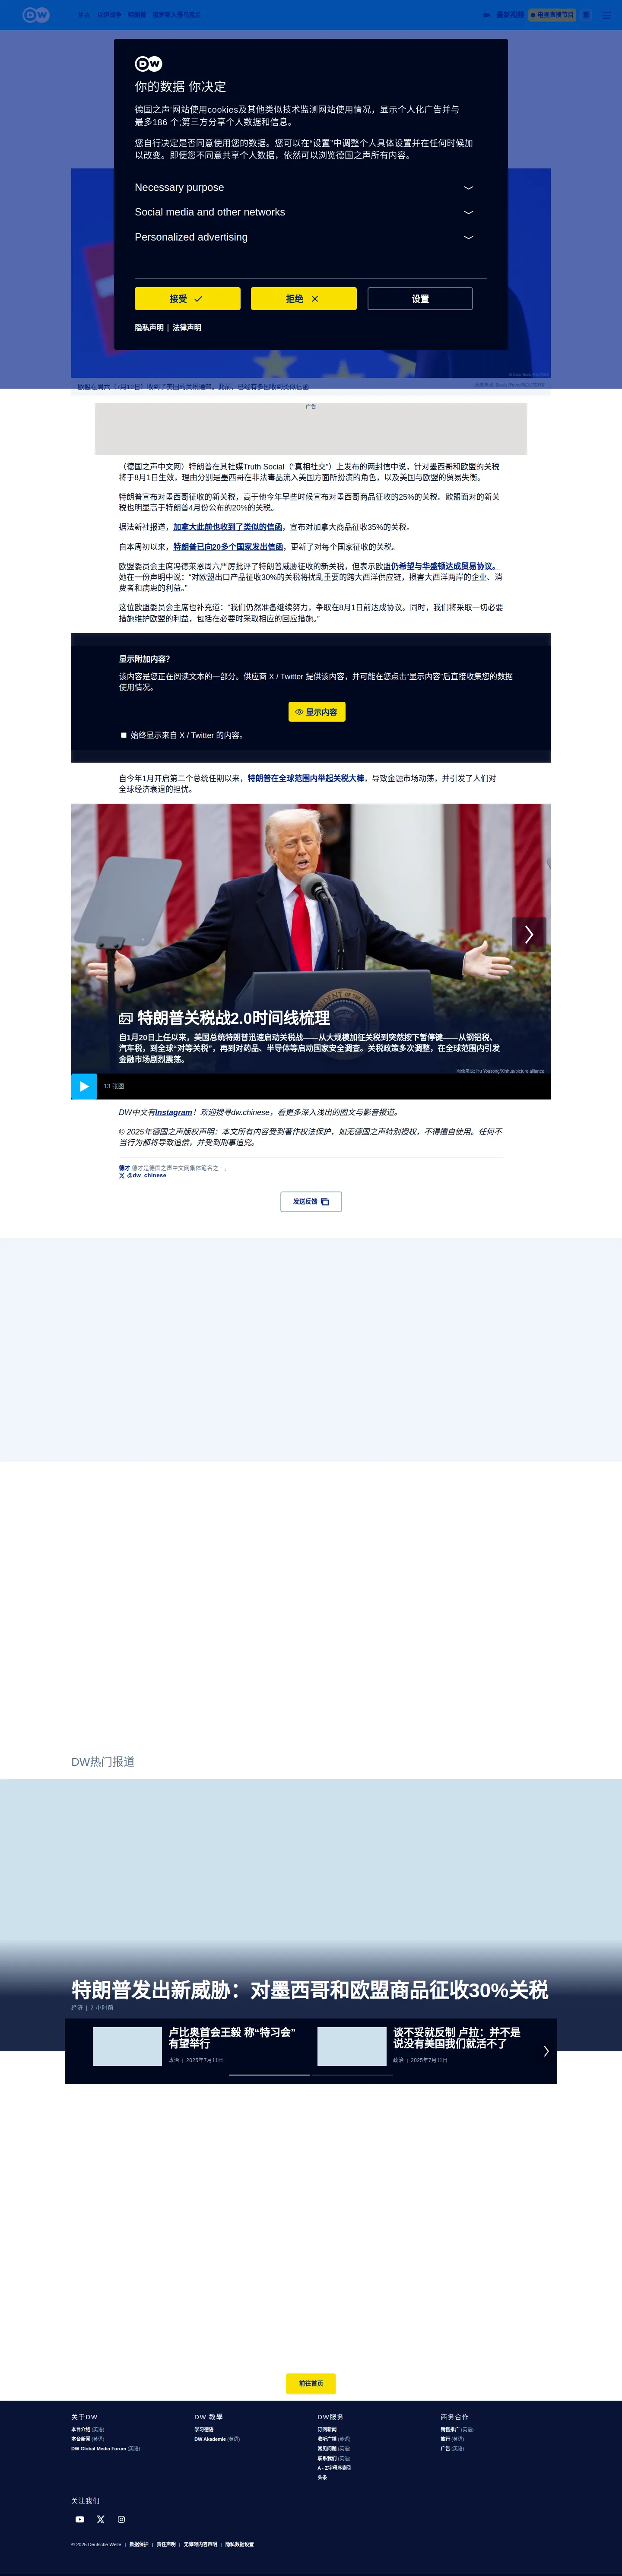 DW
焦点
以伊战争
特朗普
俄罗斯入侵乌克兰
最新视频
电视直播节目
DW
你的数据 你决定
德国之声'网站使用cookies及其他类似技术监测网站使用情况，显示个人化广告并与
最多186 个;第三方分享个人数据和信息。
您自行决定是否同意使用您的数据。您可以在“设置”中调整个人具体设置并在任何时候加
以改变。即便您不同意共享个人数据，依然可以浏览德国之声所有内容。
Necessary purpose
Social media and other networks
Personalized advertising
接受
拒绝
设置
隐私声明 | 法律声明
欧盟在周六（7月12日）收到了美国的关税通知。此前，已经有多国收到类似信函
广告
（德国之声中文网）特朗普在其社媒Truth Social（“真相社交”）上发布的两封信中说，针对墨西哥和欧盟的关税
将于8月1日生效，理由分别是墨西哥在非法毒品流入美国方面所扮演的角色，以及美国与欧盟的贸易失衡。
特朗普宣布对墨西哥征收的新关税，高于他今年早些时候宣布对墨西哥商品征收的25%的关税。欧盟面对的新关
税也明显高于特朗普4月份公布的20%的关税。
据法新社报道，加拿大此前也收到了类似的信函，宣布对加拿大商品征收35%的关税。
自本周初以来，特朗普已向20多个国家发出信函，更新了对每个国家征收的关税。
欧盟委员会主席冯德莱恩周六严厉批评了特朗普威胁征收的新关税，但表示欧盟仍希望与华盛顿达成贸易协议。
她在一份声明中说：“对欧盟出口产品征收30%的关税将扰乱重要的跨大西洋供应链，损害大西洋两岸的企业、消
费者和病患的利益。”
这位欧盟委员会主席也补充道：“我们仍然准备继续努力，争取在8月1日前达成协议。同时，我们将采取一切必要
措施维护欧盟的利益，包括在必要时采取相应的回应措施。”
显示附加内容？
该内容是您正在阅读文本的一部分。供应商 X / Twitter 提供该内容，并可能在您点击“显示内容”后直接收集您的数据
使用情况。
显示内容
始终显示来自 X / Twitter 的内容。
自今年1月开启第二个总统任期以来，特朗普在全球范围内举起关税大棒，导致金融市场动荡，并引发了人们对
全球经济衰退的担忧。
特朗普关税战2.0时间线梳理
自1月20日上任以来，美国总统特朗普迅速启动关税战——从大规模加征关税到突然按下暂停键——从钢铝税、
汽车税，到全球“对等关税”，再到对药品、半导体等启动国家安全调查。关税政策多次调整，在全球范围内引发
金融市场剧烈震荡。
图像来源: Hu Yousong/Xinhua/picture alliance
13 张图
DW中文有Instagram！欢迎搜寻dw.chinese，看更多深入浅出的图文与影音报道。
© 2025年德国之声版权声明：本文所有内容受到著作权法保护，如无德国之声特别授权，不得擅自使用。任何不
当行为都将导致追偿，并受到刑事追究。
德才 德才是德国之声中文网集体笔名之一。
@dw_chinese
发送反馈
DW热门报道
特朗普发出新威胁：对墨西哥和欧盟商品征收30%关税
经济 | 2 小时前
卢比奥首会王毅 称“特习会”
有望举行
政治 | 2025年7月11日
谈不妥就反制 卢拉：并不是
说没有美国我们就活不了
政治 | 2025年7月11日
前往首页
关于DW
本台介绍 (英语)
本台新闻 (英语)
DW Global Media Forum (英语)
DW 教學
学习德语
DW Akademie (英语)
DW服务
订阅新闻
收听广播 (英语)
常见问题 (英语)
联系我们 (英语)
A - Z字母序索引
头条
商务合作
销售推广 (英语)
旅行 (英语)
广告 (英语)
关注我们
© 2025 Deutsche Welle | 数据保护 | 责任声明 | 无障碍内容声明 | 隐私数据设置